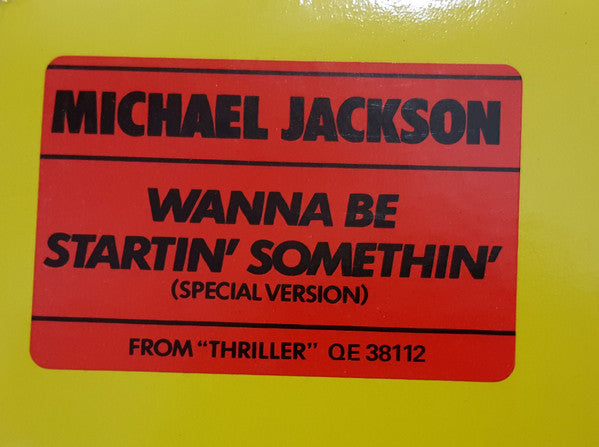 MICHAEL JACKSON
WANNA BE
STARTIN' SOMETHIN'
(SPECIAL VERSION)
FROM "THRILLER" QE 38112